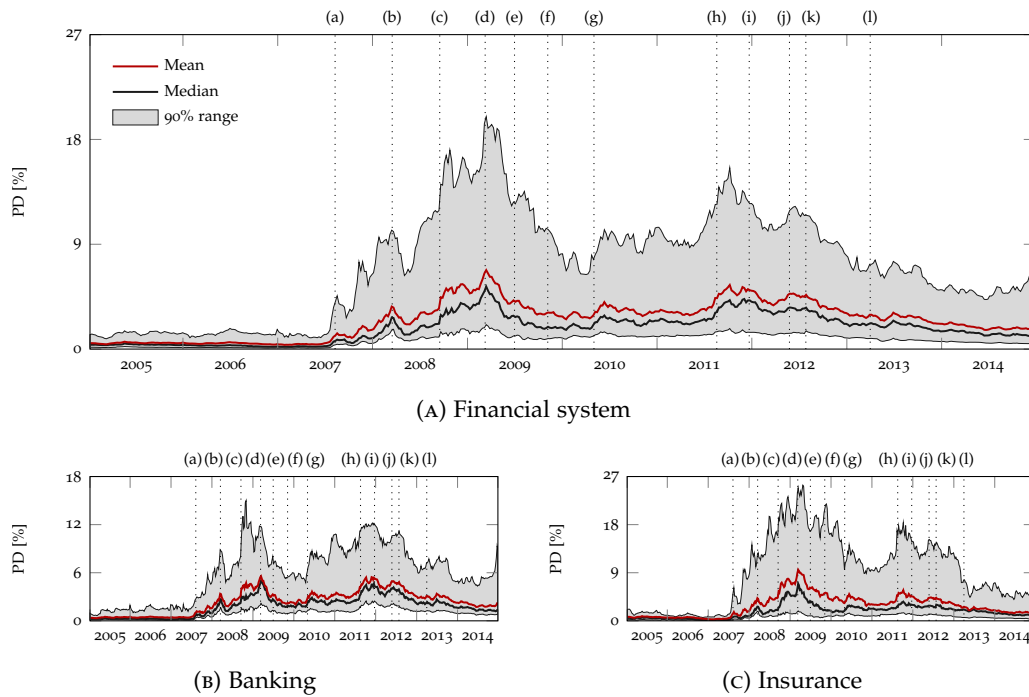 (a) (b) (c) (d) (e) (f) (g) (h) (i) (j) (k) (l)
27
Mean
Median
90% range
18
PD [%]
9
0
2005 2006 2007 2008 2009 2010 2011 2012 2013 2014
(A) Financial system
(a) (b) (c) (d) (e) (f) (g) (h) (i) (j) (k) (l)
18
12
PD [%]
6
0
2005 2006 2007 2008 2009 2010 2011 2012 2013 2014
(B) Banking
(a) (b) (c) (d) (e) (f) (g) (h) (i) (j) (k) (l)
27
18
PD [%]
9
0
2005 2006 2007 2008 2009 2010 2011 2012 2013 2014
(C) Insurance